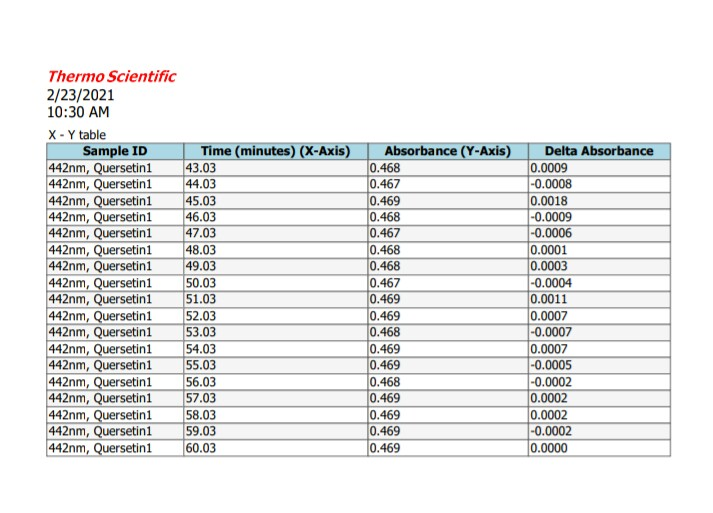 Thermo Scientific
2/23/2021
10:30 AM
X - Y table
Sample ID Time (minutes) (X-Axis) Absorbance (Y-Axis) Delta Absorbance
442nm, Quersetin1 43.03 0.468 0.0009
442nm, Quersetin1 44.03 0.467 -0.0008
442nm, Quersetin1 45.03 0.469 0.0018
442nm, Quersetin1 46.03 0.468 -0.0009
442nm, Quersetin1 47.03 0.467 -0.0006
442nm, Quersetin1 48.03 0.468 0.0001
442nm, Quersetin1 49.03 0.468 0.0003
442nm, Quersetin1 50.03 0.467 -0.0004
442nm, Quersetin1 51.03 0.469 0.0011
442nm, Quersetin1 52.03 0.469 0.0007
442nm, Quersetin1 53.03 0.468 -0.0007
442nm, Quersetin1 54.03 0.469 0.0007
442nm, Quersetin1 55.03 0.469 -0.0005
442nm, Quersetin1 56.03 0.468 -0.0002
442nm, Quersetin1 57.03 0.469 0.0002
442nm, Quersetin1 58.03 0.469 0.0002
442nm, Quersetin1 59.03 0.469 -0.0002
442nm, Quersetin1 60.03 0.469 0.0000